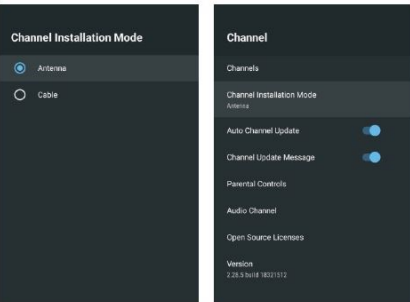 Channel Installation Mode
Antenna
Cable
Channel
Channels
Channel Installation Mode
Antenna
Auto Channel Update
Channel Update Message
Parental Controls
Audio Channel
Open Source Licenses
Version
2.28.5 build 18321512